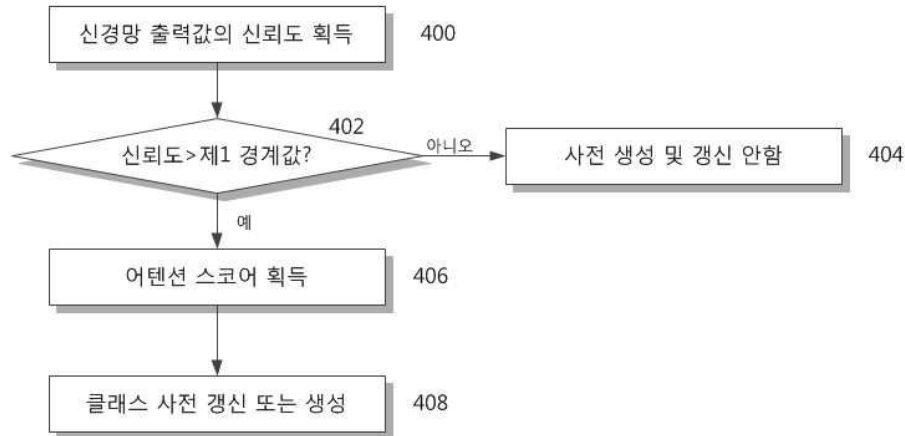 신경망 출력값의 신뢰도 획득 400
402
신뢰도>제1 경계값?
아니오
사전 생성 및 갱신 안함 404
예
어텐션 스코어 획득 406
클래스 사전 갱신 또는 생성 408